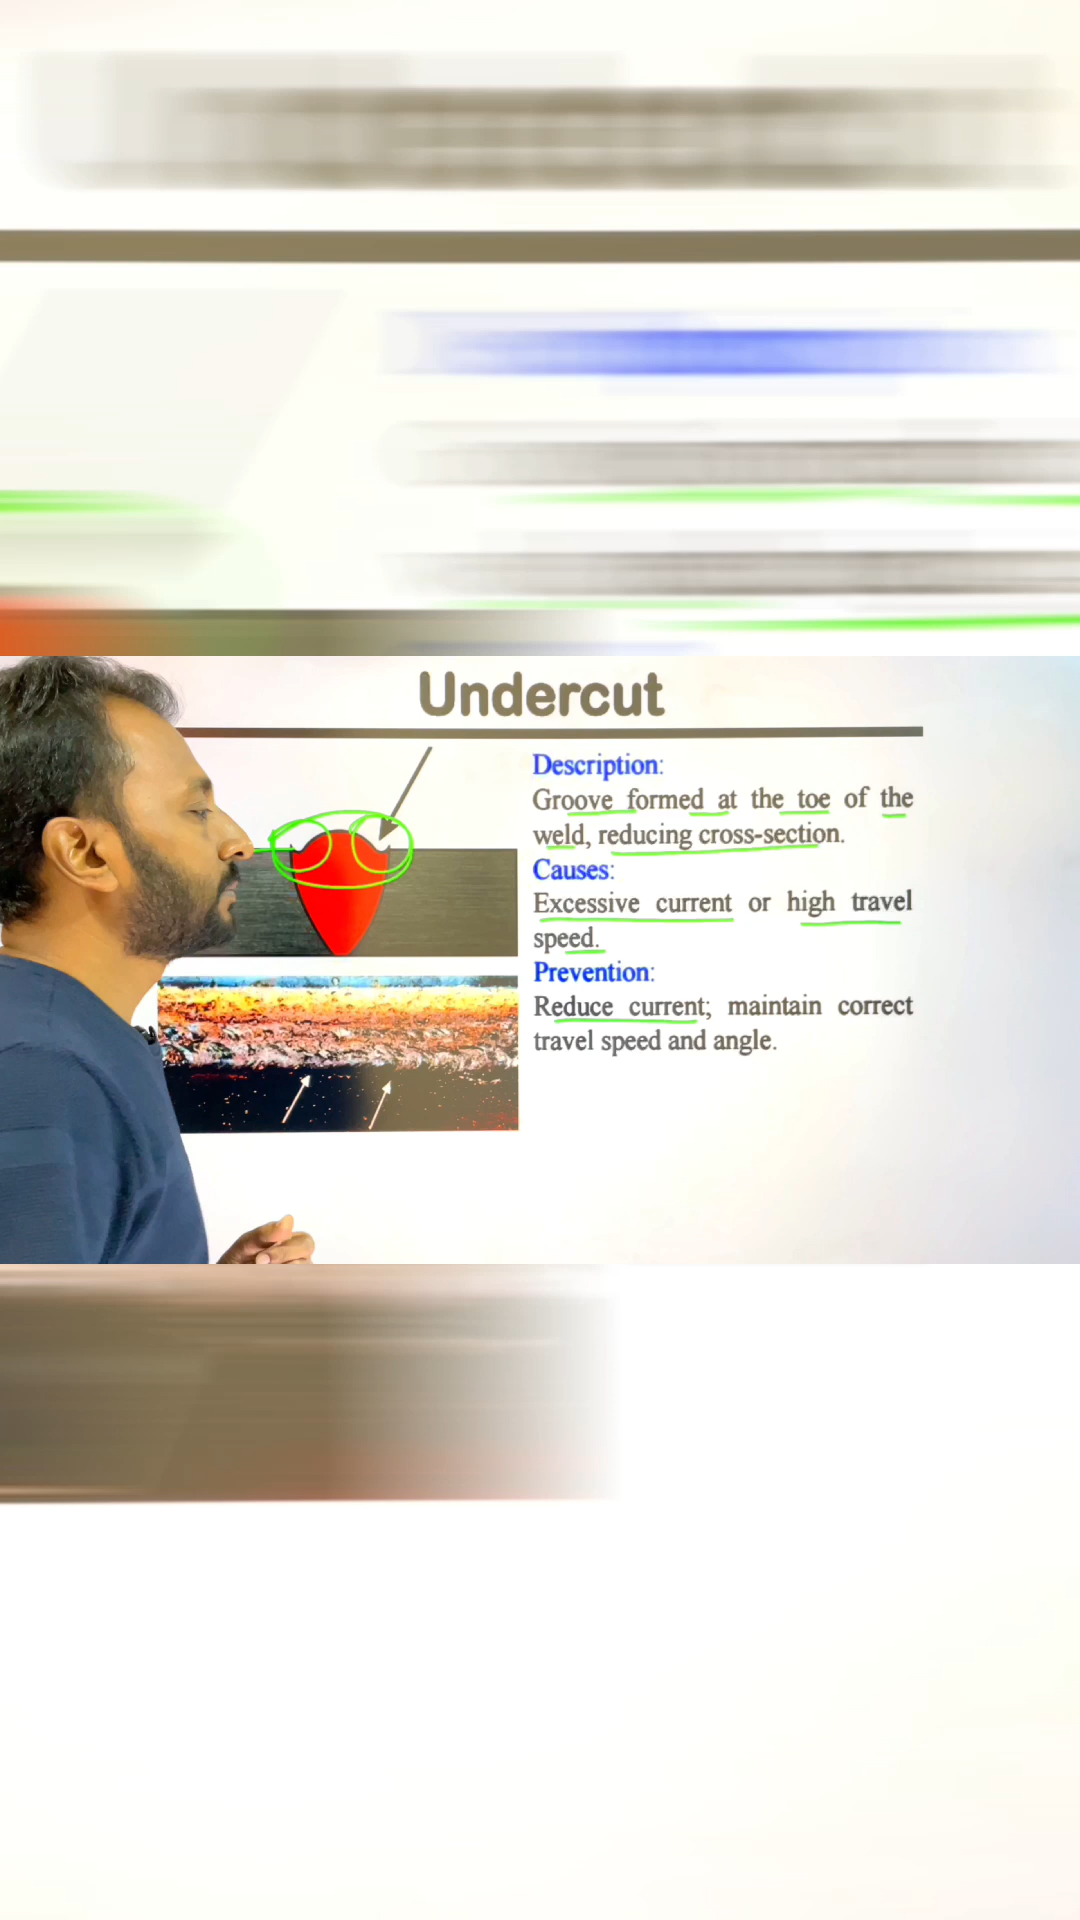 Undercut
Description:
Groove formed at the toe of the
weld, reducing cross-section.
Causes:
Excessive current or high travel
speed.
Prevention:
Reduce current; maintain correct
travel speed and angle.